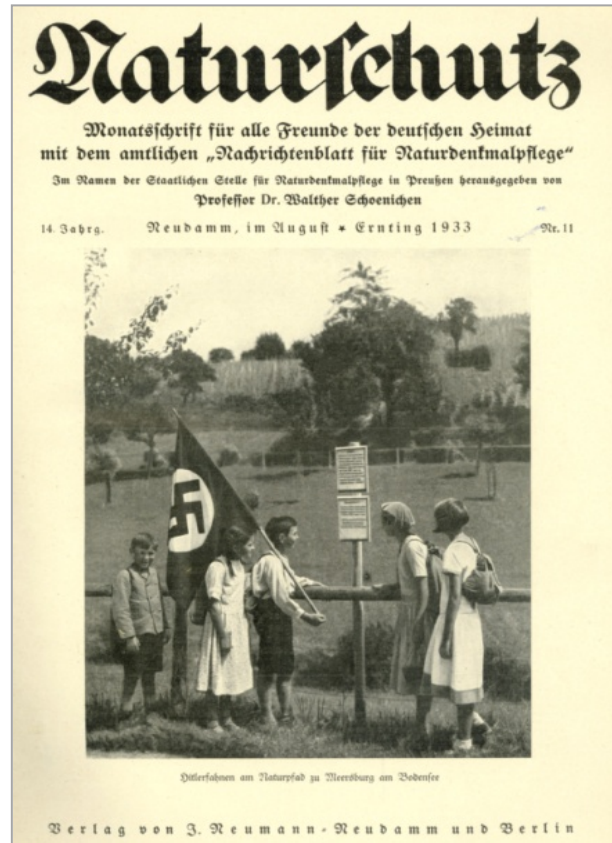 Naturschutz
Monatsschrift für alle Freunde der deutschen Heimat
mit dem amtlichen „Nachrichtenblatt für Naturdenkmalpflege“
Im Namen der Staatlichen Stelle für Naturdenkmalpflege in Preußen herausgegeben von
Professor Dr. Walther Schoenichen
14. Jahrg. Neudamm, im August ★ Ernting 1933 Nr. 11
Hitlerfahnen am Naturpfad zu Meersburg am Bodensee
Verlag von J. Neumann-Neudamm und Berlin